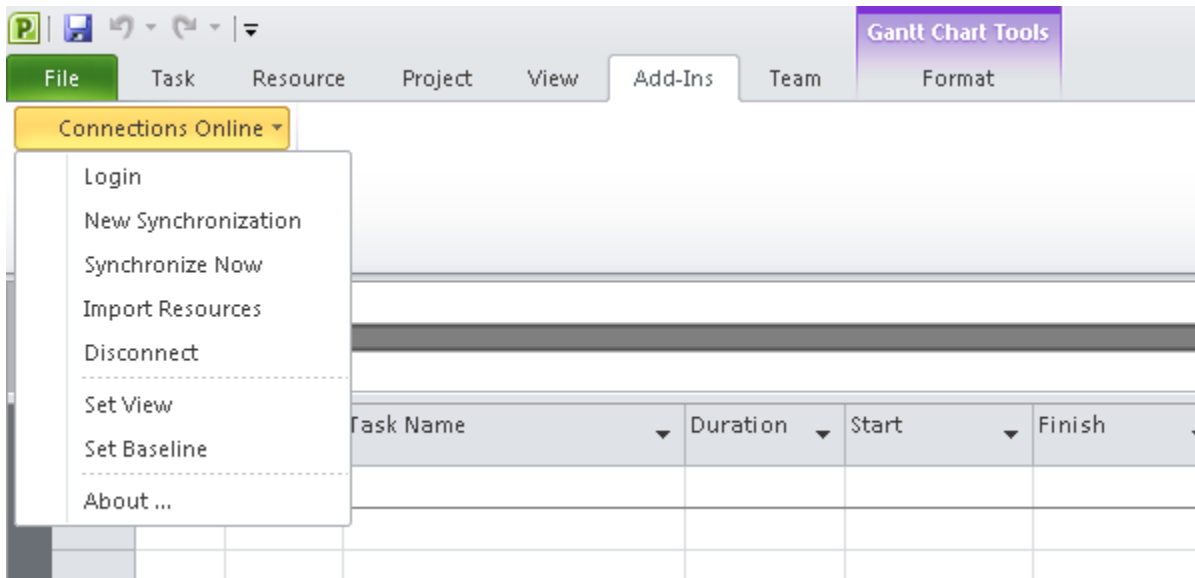 Gantt Chart Tools
File Task Resource Project View Add-Ins Team Format
Connections Online
Login
New Synchronization
Synchronize Now
Import Resources
Disconnect
Set View
Set Baseline
About ...
Task Name Duration Start Finish